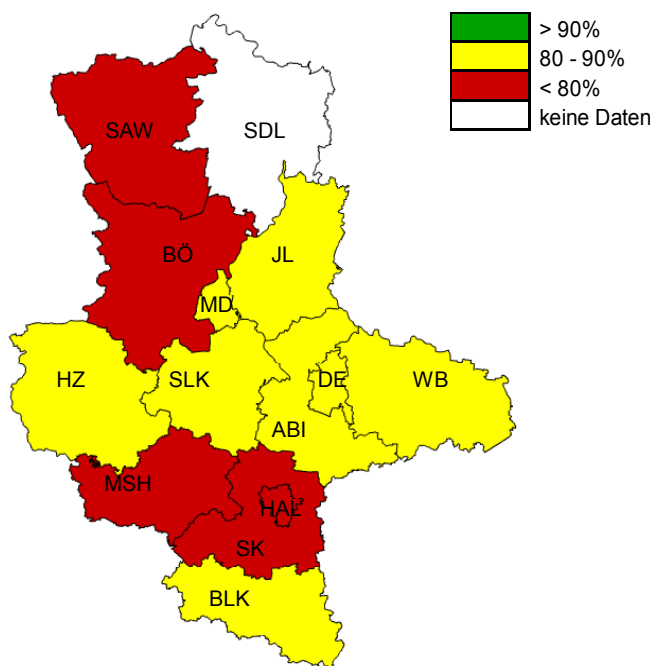 > 90%
80 - 90%
< 80%
keine Daten
SAW
SDL
BÖ
JL
MD
HZ
SLK
DE
WB
ABI
MSH
HAL
SK
BLK